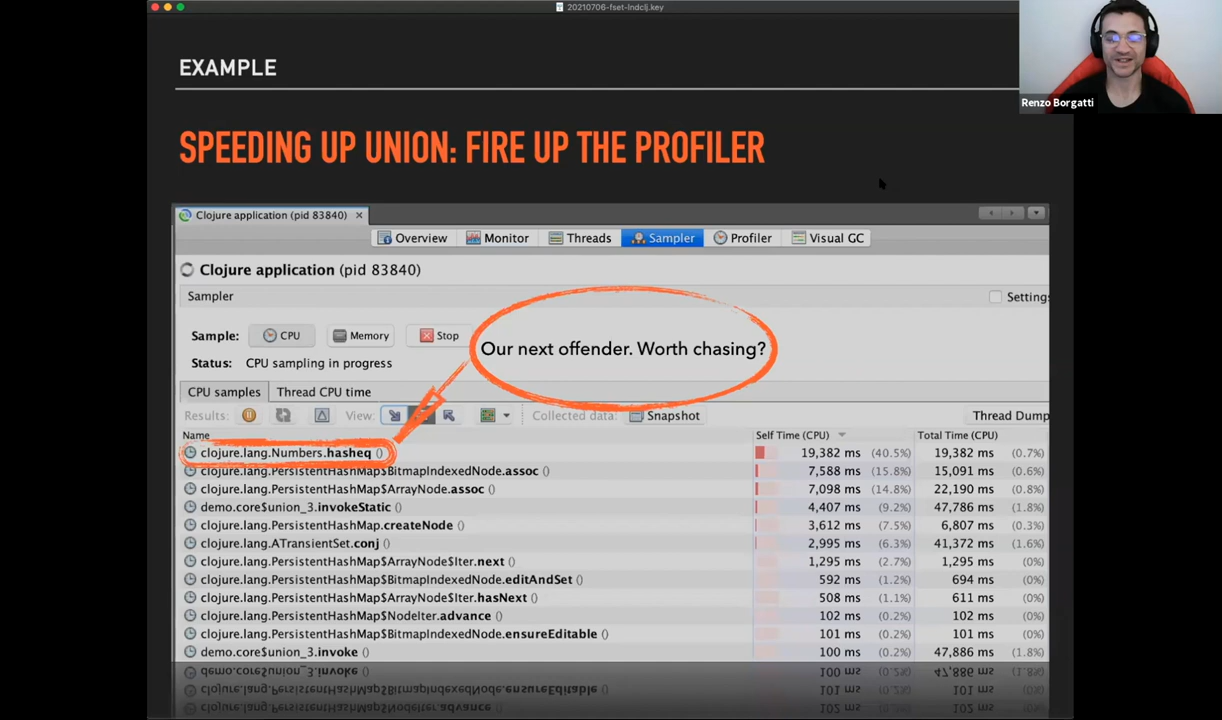 20210706-fset-lndclj.key
EXAMPLE
Renzo Borgatti
SPEEDING UP UNION: FIRE UP THE PROFILER
Clojure application (pid 83840)
Overview Monitor Threads Sampler Profiler Visual GC
Clojure application (pid 83840)
Sampler Settings
Sample: CPU Memory Stop
Our next offender. Worth chasing?
Status: CPU sampling in progress
CPU samples Thread CPU time
Results: View: Collected data: Snapshot Thread Dump
Name Self Time (CPU) Total Time (CPU)
clojure.lang.Numbers.hasheq () 19,382 ms (40.5%) 19,382 ms (0.7%)
clojure.lang.PersistentHashMap$BitmapIndexedNode.assoc () 7,588 ms (15.8%) 15,091 ms (0.6%)
clojure.lang.PersistentHashMap$ArrayNode.assoc () 7,098 ms (14.8%) 22,190 ms (0.8%)
demo.core$union_3.invokeStatic () 4,407 ms (9.2%) 47,786 ms (1.8%)
clojure.lang.PersistentHashMap.createNode () 3,612 ms (7.5%) 6,807 ms (0.3%)
clojure.lang.ATransientSet.conj () 2,995 ms (6.3%) 41,372 ms (1.6%)
clojure.lang.PersistentHashMap$ArrayNode$Iter.next () 1,295 ms (2.7%) 1,295 ms (0%)
clojure.lang.PersistentHashMap$BitmapIndexedNode.editAndSet () 592 ms (1.2%) 694 ms (0%)
clojure.lang.PersistentHashMap$ArrayNode$Iter.hasNext () 508 ms (1.1%) 611 ms (0%)
clojure.lang.PersistentHashMap$NodeIter.advance () 102 ms (0.2%) 102 ms (0%)
clojure.lang.PersistentHashMap$BitmapIndexedNode.ensureEditable () 101 ms (0.2%) 101 ms (0%)
demo.core$union_3.invoke () 100 ms (0.2%) 47,886 ms (1.8%)